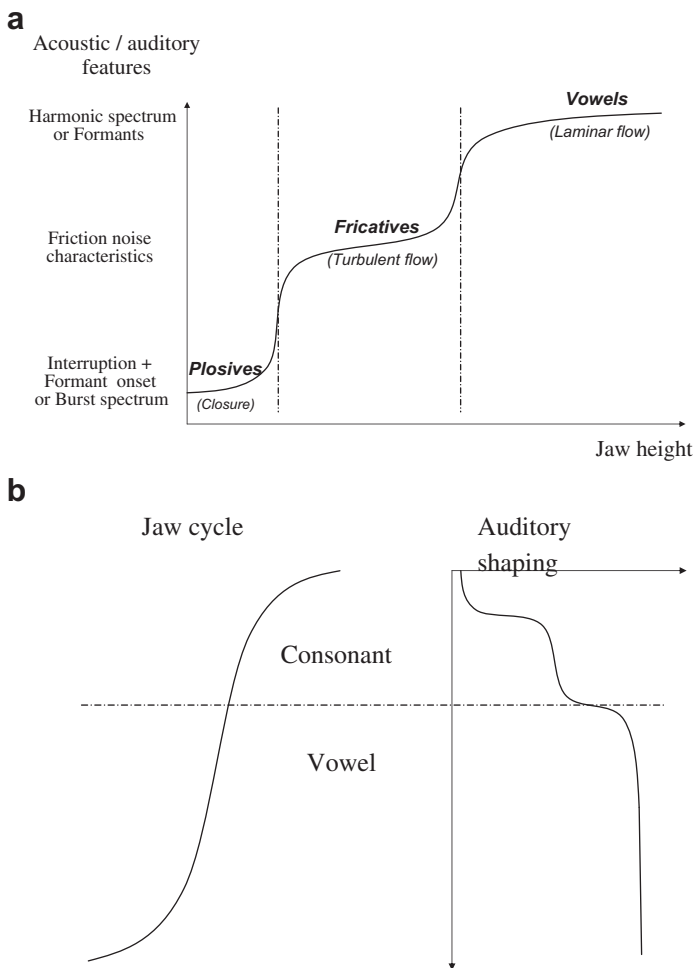 a
Acoustic / auditory
features
Harmonic spectrum
or Formants
Vowels
(Laminar flow)
Fricatives
(Turbulent flow)
Friction noise
characteristics
Interruption +
Formant onset
or Burst spectrum
Plosives
(Closure)
Jaw height
b
Jaw cycle
Auditory
shaping
Consonant
Vowel